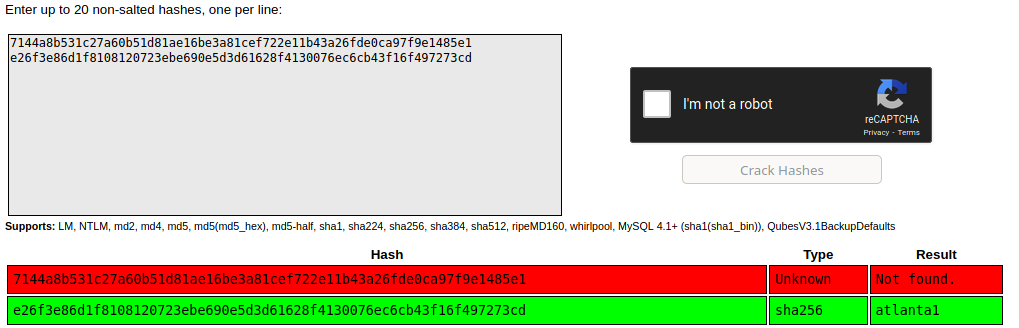 Enter up to 20 non-salted hashes, one per line:
7144a8b531c27a60b51d81ae16be3a81cef722e11b43a26fde0ca97f9e1485e1
e26f3e86d1f8108120723ebe690e5d3d61628f4130076ec6cb43f16f497273cd
I'm not a robot
reCAPTCHA
Privacy - Terms
Crack Hashes
Supports: LM, NTLM, md2, md4, md5, md5(md5_hex), md5-half, sha1, sha224, sha256, sha384, sha512, ripeMD160, whirlpool, MySQL 4.1+ (sha1(sha1_bin)), QubesV3.1BackupDefaults
Hash Type Result
7144a8b531c27a60b51d81ae16be3a81cef722e11b43a26fde0ca97f9e1485e1 Unknown Not found.
e26f3e86d1f8108120723ebe690e5d3d61628f4130076ec6cb43f16f497273cd sha256 atlanta1